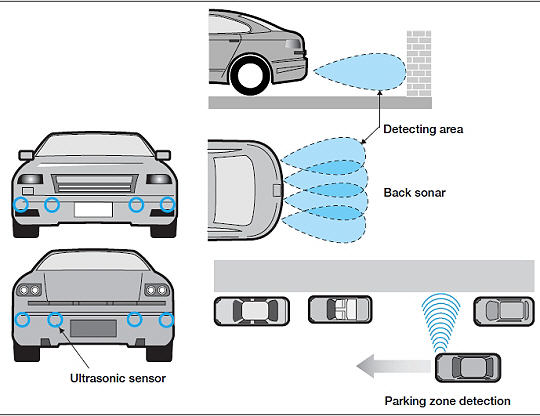 Detecting area
Back sonar
Ultrasonic sensor
Parking zone detection